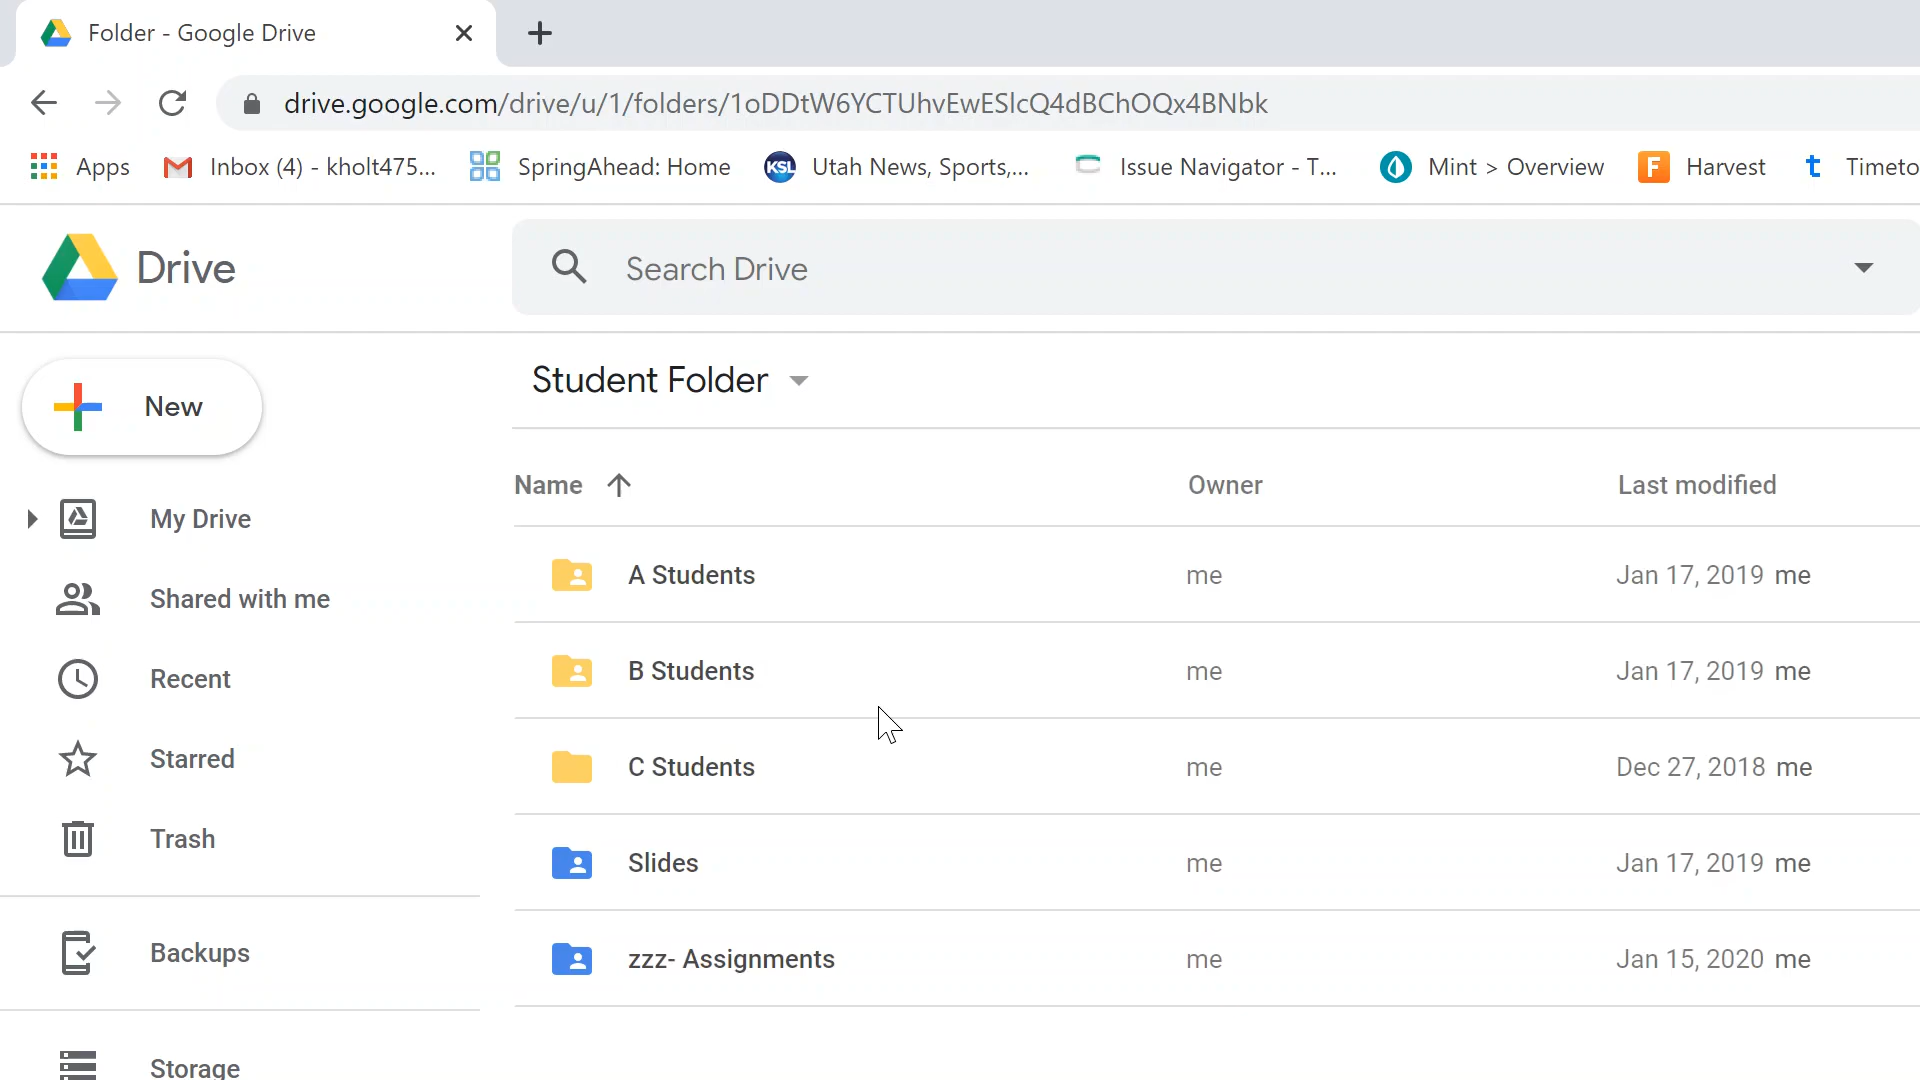 Folder - Google Drive
drive.google.com/drive/u/1/folders/1oDDtW6YCTUhvEwESlcQ4dBChOQx4BNbk
Apps Inbox (4) - kholt475... SpringAhead: Home KSL Utah News, Sports,... Issue Navigator - T... Mint > Overview F Harvest t Timeto
Drive Search Drive
New
Student Folder
Name Owner Last modified
My Drive
Shared with me
Recent
Starred
Trash
Backups
Storage
A Students me Jan 17, 2019 me
B Students me Jan 17, 2019 me
C Students me Dec 27, 2018 me
Slides me Jan 17, 2019 me
zzz- Assignments me Jan 15, 2020 me